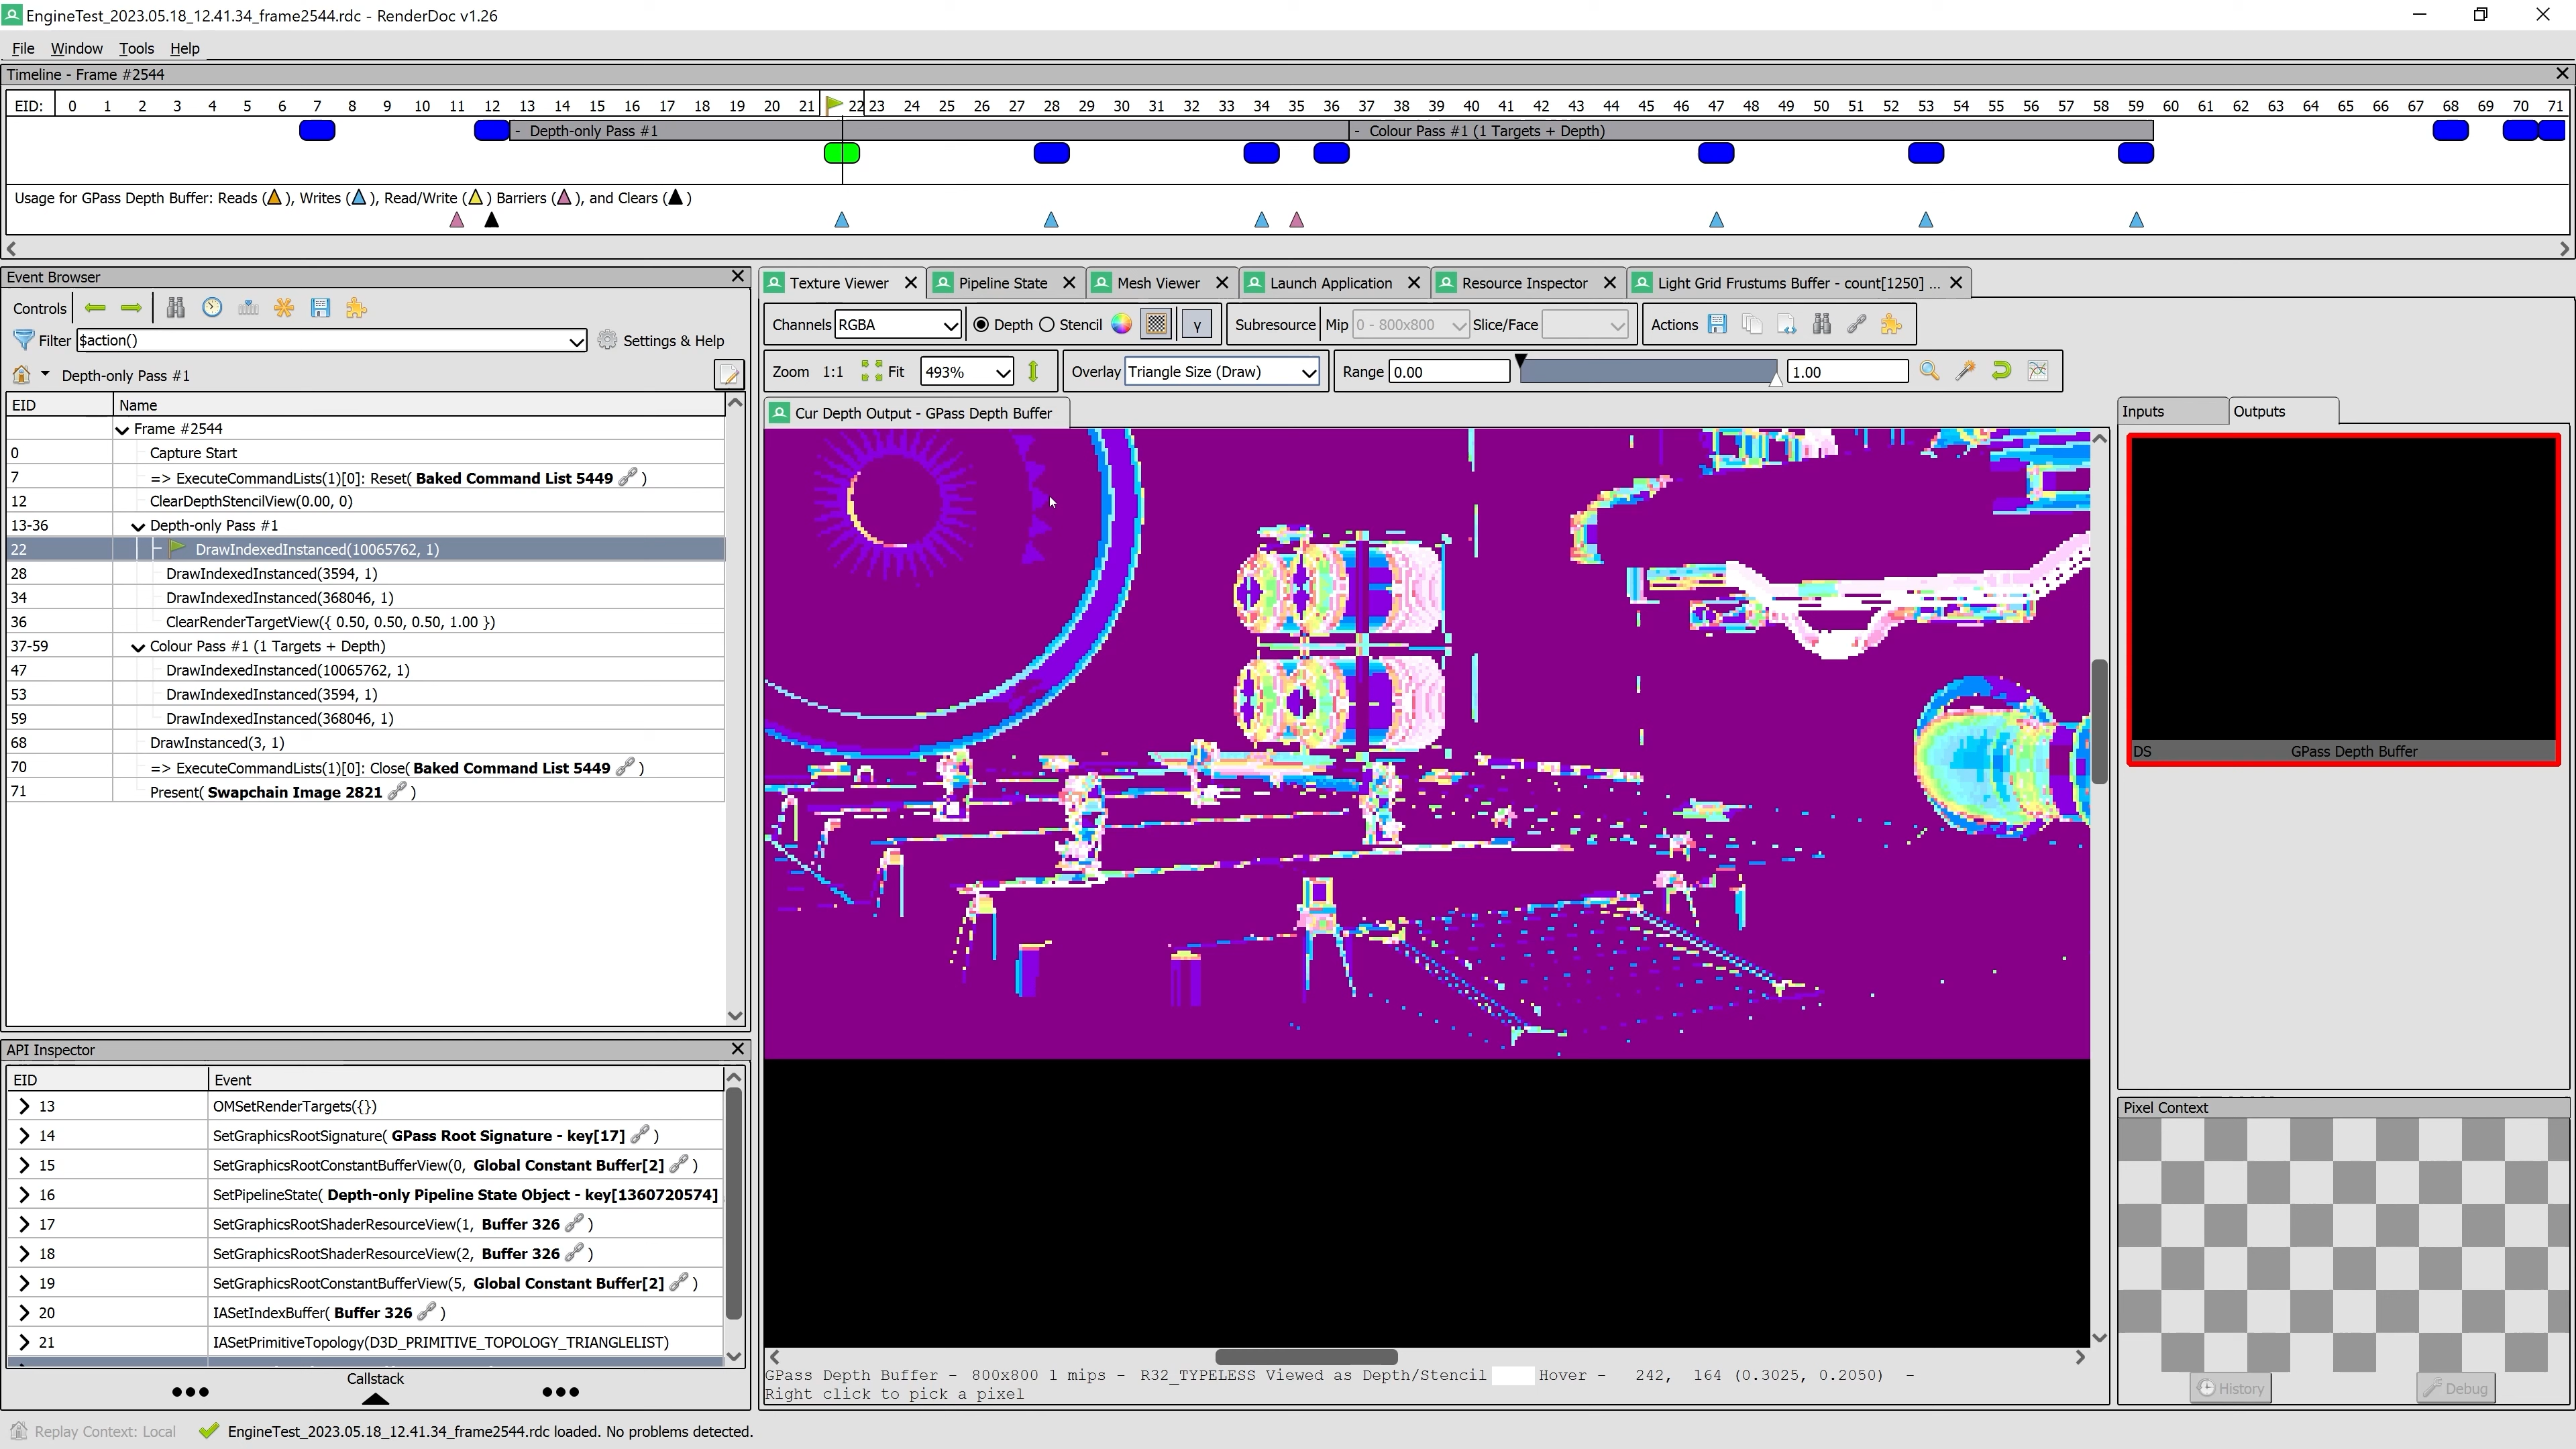 EngineTest_2023.05.18_12.41.34_frame2544.rdc - RenderDoc v1.26
File Window Tools Help
Timeline - Frame #2544
EID: 0 1 2 3 4 5 6 7 8 9 10 11 12 13 14 15 16 17 18 19 20 21 22 23 24 25 26 27 28 29 30 31 32 33 34 35 36 37 38 39 40 41 42 43 44 45 46 47 48 49 50 51 52 53 54 55 56 57 58 59 60 61 62 63 64 65 66 67 68 69 70 71
- Depth-only Pass #1 - Colour Pass #1 (1 Targets + Depth)
Usage for GPass Depth Buffer: Reads ( ), Writes ( ), Read/Write ( ) Barriers ( ), and Clears ( )
Event Browser
Controls
Filter $action() Settings & Help
Depth-only Pass #1
EID Name
Frame #2544
0 Capture Start
7 => ExecuteCommandLists(1)[0]: Reset( Baked Command List 5449 )
12 ClearDepthStencilView(0.00, 0)
13-36 Depth-only Pass #1
22 DrawIndexedInstanced(10065762, 1)
28 DrawIndexedInstanced(3594, 1)
34 DrawIndexedInstanced(368046, 1)
36 ClearRenderTargetView({ 0.50, 0.50, 0.50, 1.00 })
37-59 Colour Pass #1 (1 Targets + Depth)
47 DrawIndexedInstanced(10065762, 1)
53 DrawIndexedInstanced(3594, 1)
59 DrawIndexedInstanced(368046, 1)
68 DrawInstanced(3, 1)
70 => ExecuteCommandLists(1)[0]: Close( Baked Command List 5449 )
71 Present( Swapchain Image 2821 )
API Inspector
EID Event
13 OMSetRenderTargets({})
14 SetGraphicsRootSignature( GPass Root Signature - key[17] )
15 SetGraphicsRootConstantBufferView(0, Global Constant Buffer[2] )
16 SetPipelineState( Depth-only Pipeline State Object - key[1360720574]
17 SetGraphicsRootShaderResourceView(1, Buffer 326 )
18 SetGraphicsRootShaderResourceView(2, Buffer 326 )
19 SetGraphicsRootConstantBufferView(5, Global Constant Buffer[2] )
20 IASetIndexBuffer( Buffer 326 )
21 IASetPrimitiveTopology(D3D_PRIMITIVE_TOPOLOGY_TRIANGLELIST)
Callstack
Texture Viewer Pipeline State Mesh Viewer Launch Application Resource Inspector Light Grid Frustums Buffer - count[1250] ...
Channels RGBA Depth Stencil γ Subresource Mip 0 - 800x800 Slice/Face Actions
Zoom 1:1 Fit 493% Overlay Triangle Size (Draw) Range 0.00 1.00
Cur Depth Output - GPass Depth Buffer
Inputs Outputs
DS GPass Depth Buffer
Pixel Context
History Debug
GPass Depth Buffer - 800x800 1 mips - R32_TYPELESS Viewed as Depth/Stencil Hover - 242, 164 (0.3025, 0.2050) -
Right click to pick a pixel
Replay Context: Local EngineTest_2023.05.18_12.41.34_frame2544.rdc loaded. No problems detected.